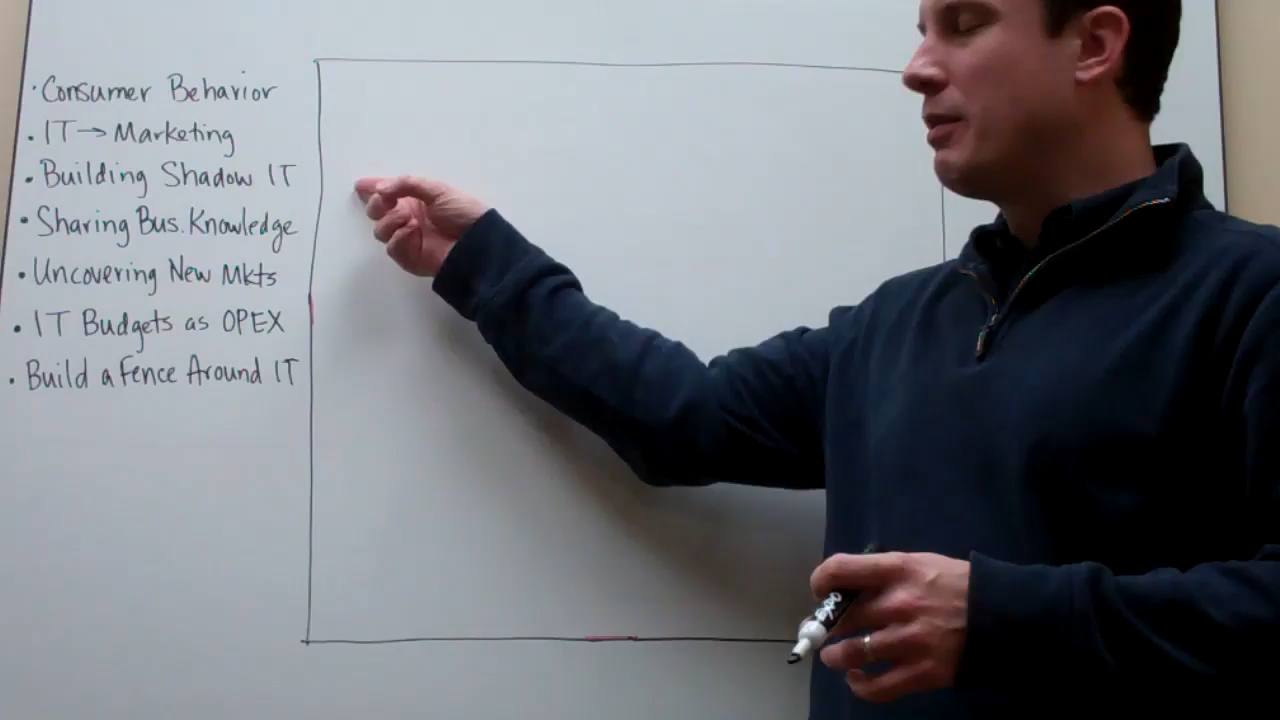 · Consumer Behavior
· IT → Marketing
· Building Shadow IT
· Sharing Bus. Knowledge
· Uncovering New Mkts
· IT Budgets as OPEX
· Build a Fence Around IT
EXPO